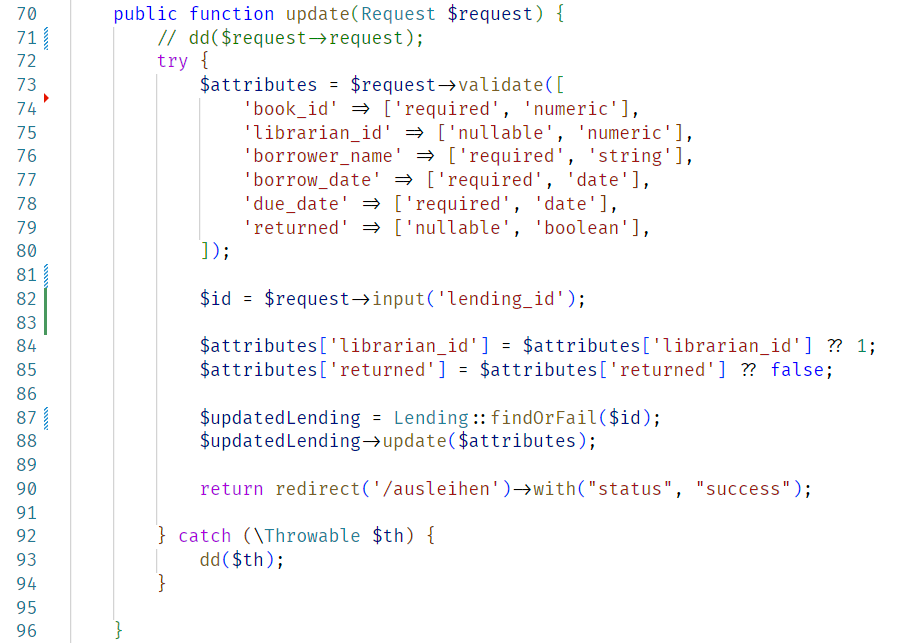 70 public function update(Request $request) {
71 // dd($request->request);
72 try {
73 $attributes = $request->validate([
74 'book_id' => ['required', 'numeric'],
75 'librarian_id' => ['nullable', 'numeric'],
76 'borrower_name' => ['required', 'string'],
77 'borrow_date' => ['required', 'date'],
78 'due_date' => ['required', 'date'],
79 'returned' => ['nullable', 'boolean'],
80 ]);
81
82 $id = $request->input('lending_id');
83
84 $attributes['librarian_id'] = $attributes['librarian_id'] ?? 1;
85 $attributes['returned'] = $attributes['returned'] ?? false;
86
87 $updatedLending = Lending::findOrFail($id);
88 $updatedLending->update($attributes);
89
90 return redirect('/ausleihen')->with("status", "success");
91
92 } catch (\Throwable $th) {
93 dd($th);
94 }
95
96 }